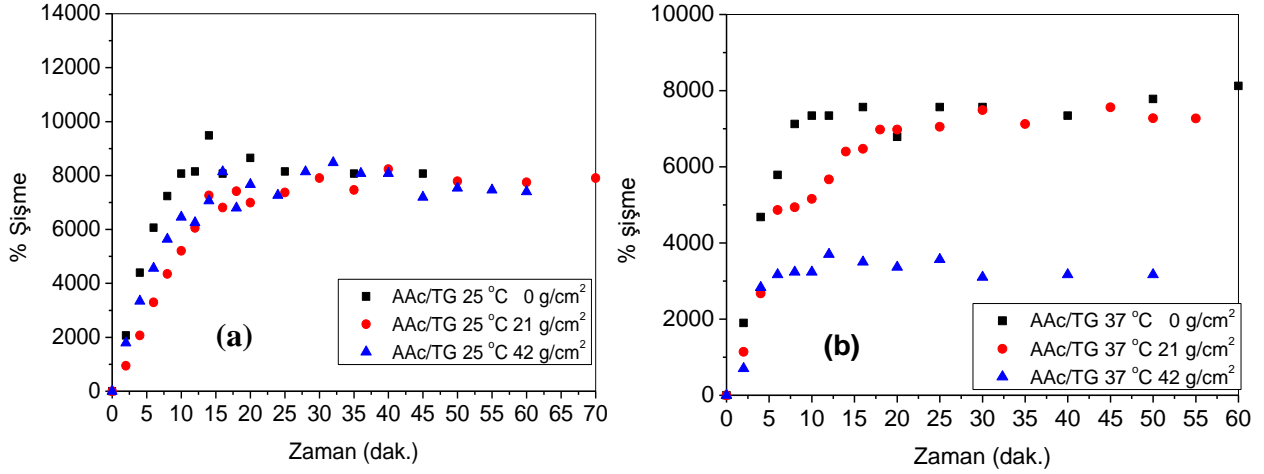 14000
12000
10000
8000
6000
4000
2000
0
% Şişme
0 5 10 15 20 25 30 35 40 45 50 55 60 65 70
Zaman (dak.)
(a)
AAc/TG 25 °C 0 g/cm²
AAc/TG 25 °C 21 g/cm²
AAc/TG 25 °C 42 g/cm²
10000
8000
6000
4000
2000
0
% şişme
0 5 10 15 20 25 30 35 40 45 50 55 60
Zaman (dak.)
(b)
AAc/TG 37 °C 0 g/cm²
AAc/TG 37 °C 21 g/cm²
AAc/TG 37 °C 42 g/cm²